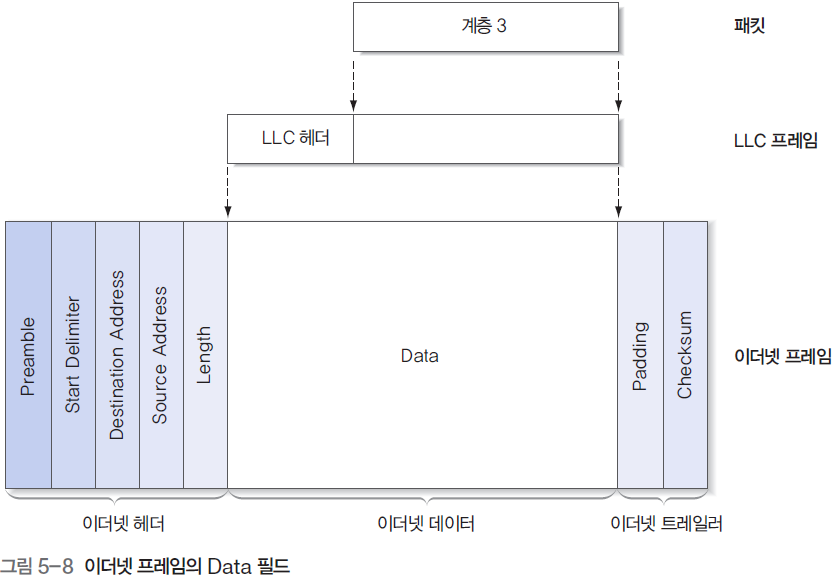 계층 3
패킷
LLC 헤더
LLC 프레임
Preamble
Start Delimiter
Destination Address
Source Address
Length
Data
Padding
Checksum
이더넷 프레임
이더넷 헤더
이더넷 데이터
이더넷 트레일러
그림 5-8 이더넷 프레임의 Data 필드